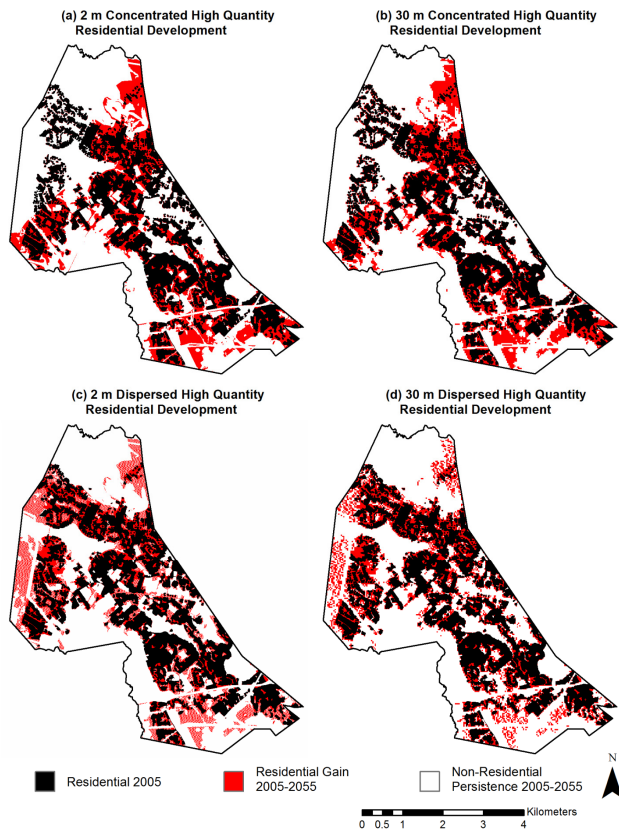 (a) 2 m Concentrated High Quantity
Residential Development
(b) 30 m Concentrated High Quantity
Residential Development
(c) 2 m Dispersed High Quantity
Residential Development
(d) 30 m Dispersed High Quantity
Residential Development
Residential 2005
Residential Gain
2005-2055
Non-Residential
Persistence 2005-2055
N
Kilometers
0 0.5 1 2 3 4